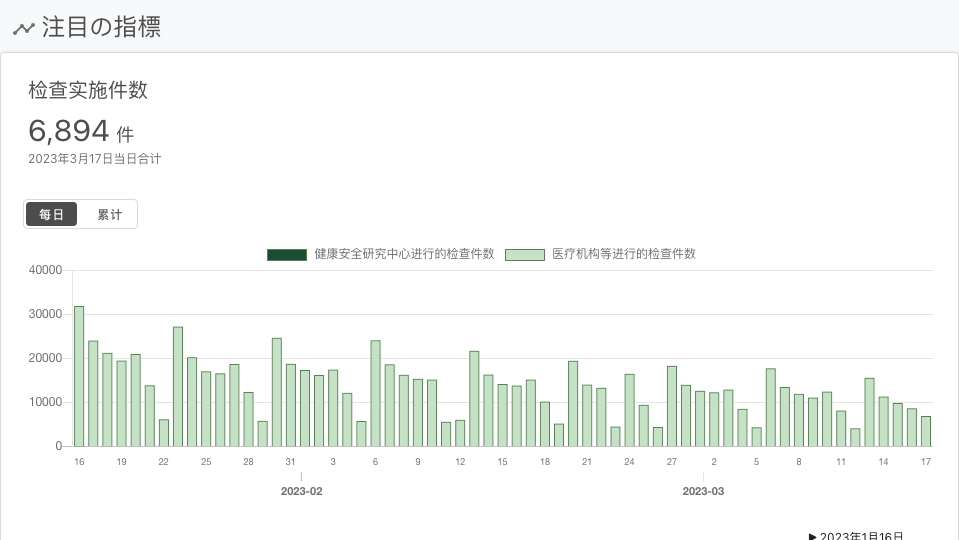 注目の指標
检查实施件数
6,894 件
2023年3月17日当日合计
每日 累计
健康安全研究中心进行的检查件数 医疗机构等进行的检查件数
40000
30000
20000
10000
0
16 19 22 25 28 31 3 6 9 12 15 18 21 24 27 2 5 8 11 14 17
2023-02 2023-03
▶ 2023年1月16日